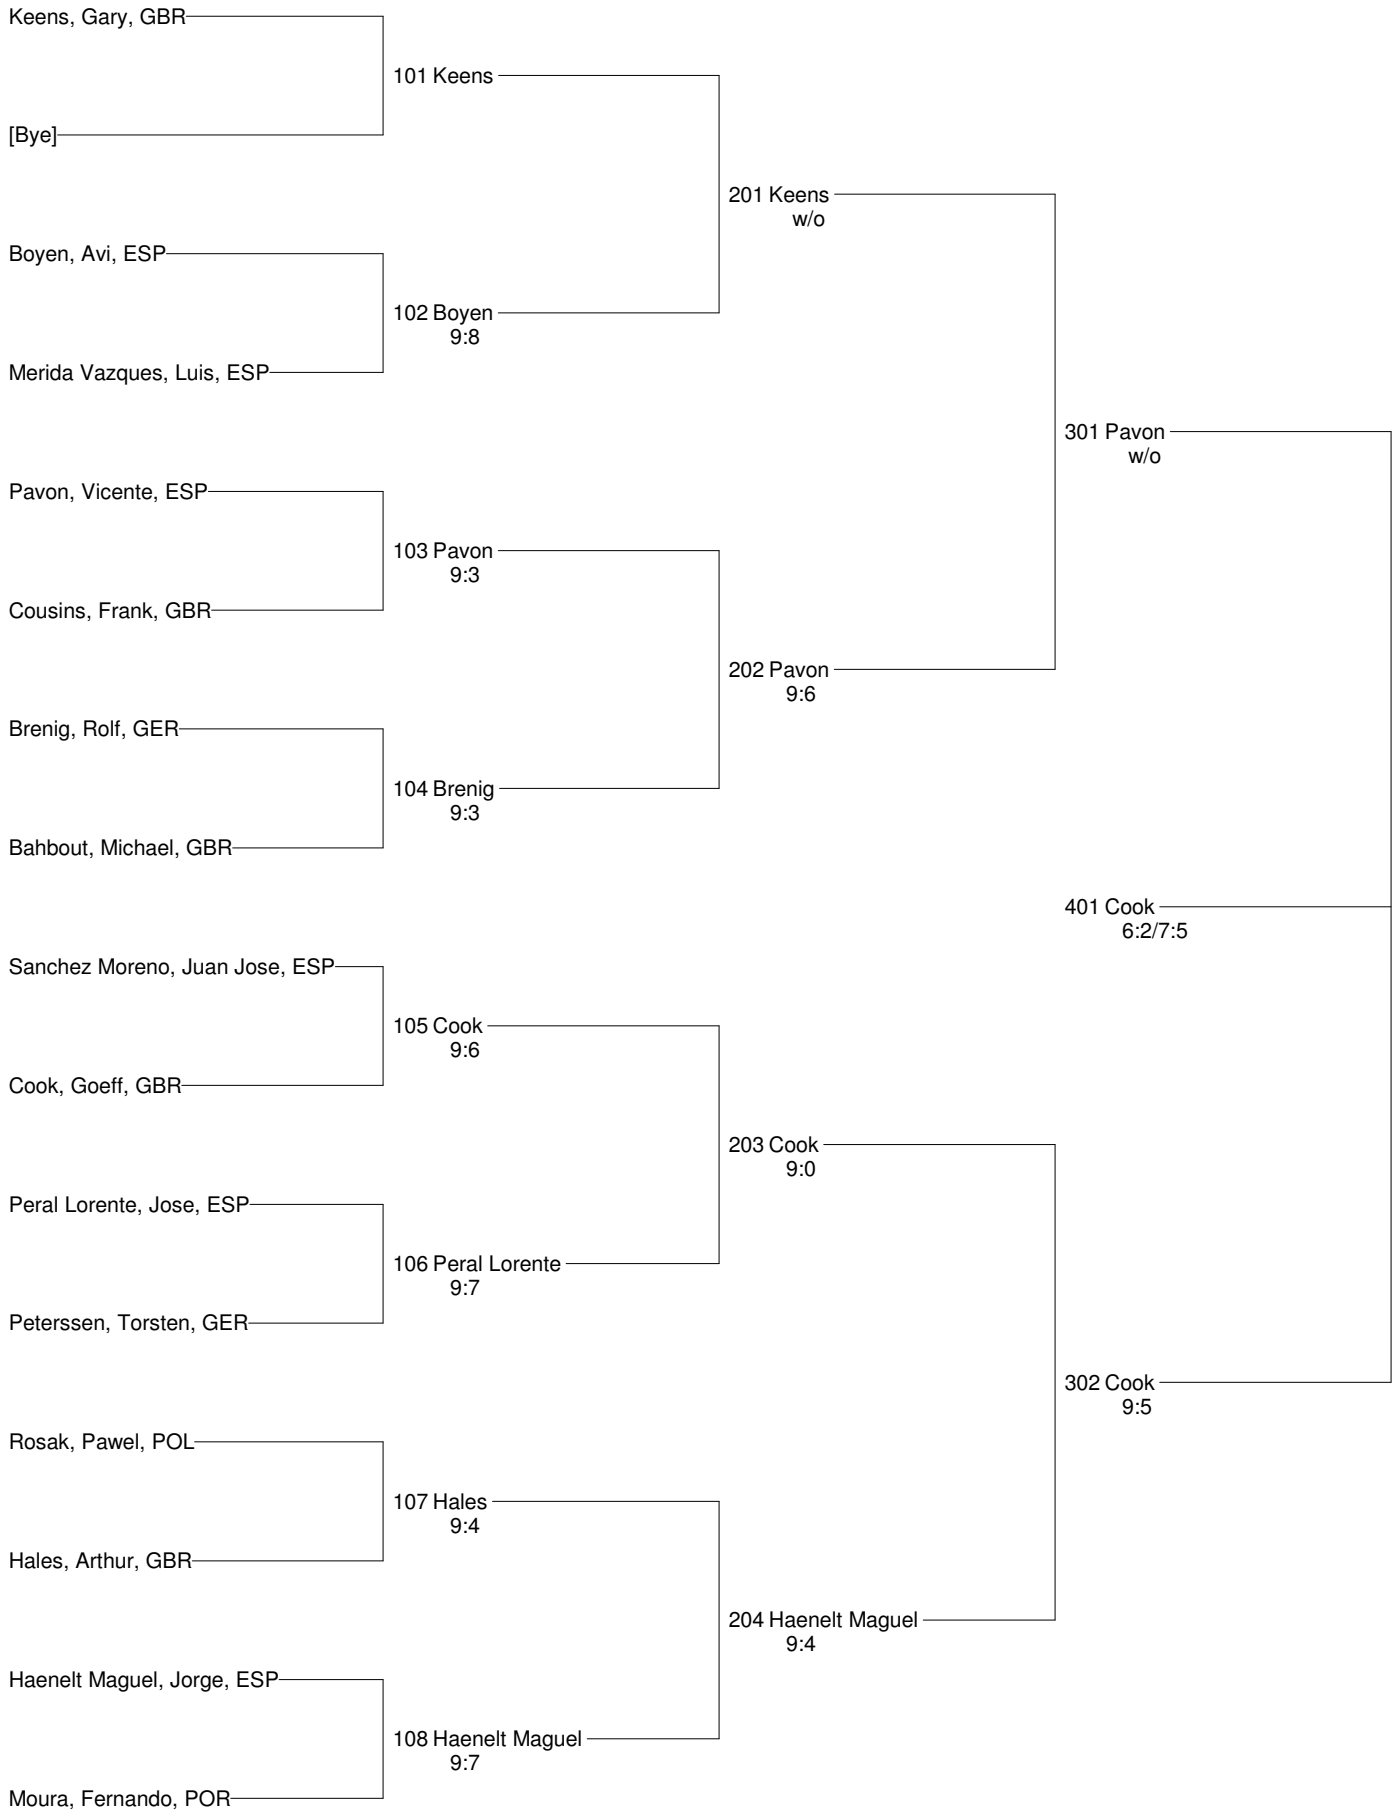 Keens, Gary, GBR
101 Keens
[Bye]
201 Keens
w/o
Boyen, Avi, ESP
102 Boyen
9:8
Merida Vazques, Luis, ESP
301 Pavon
w/o
Pavon, Vicente, ESP
103 Pavon
9:3
Cousins, Frank, GBR
202 Pavon
9:6
Brenig, Rolf, GER
104 Brenig
9:3
Bahbout, Michael, GBR
401 Cook
6:2/7:5
Sanchez Moreno, Juan Jose, ESP
105 Cook
9:6
Cook, Goeff, GBR
203 Cook
9:0
Peral Lorente, Jose, ESP
106 Peral Lorente
9:7
Peterssen, Torsten, GER
302 Cook
9:5
Rosak, Pawel, POL
107 Hales
9:4
Hales, Arthur, GBR
204 Haenelt Maguel
9:4
Haenelt Maguel, Jorge, ESP
108 Haenelt Maguel
9:7
Moura, Fernando, POR